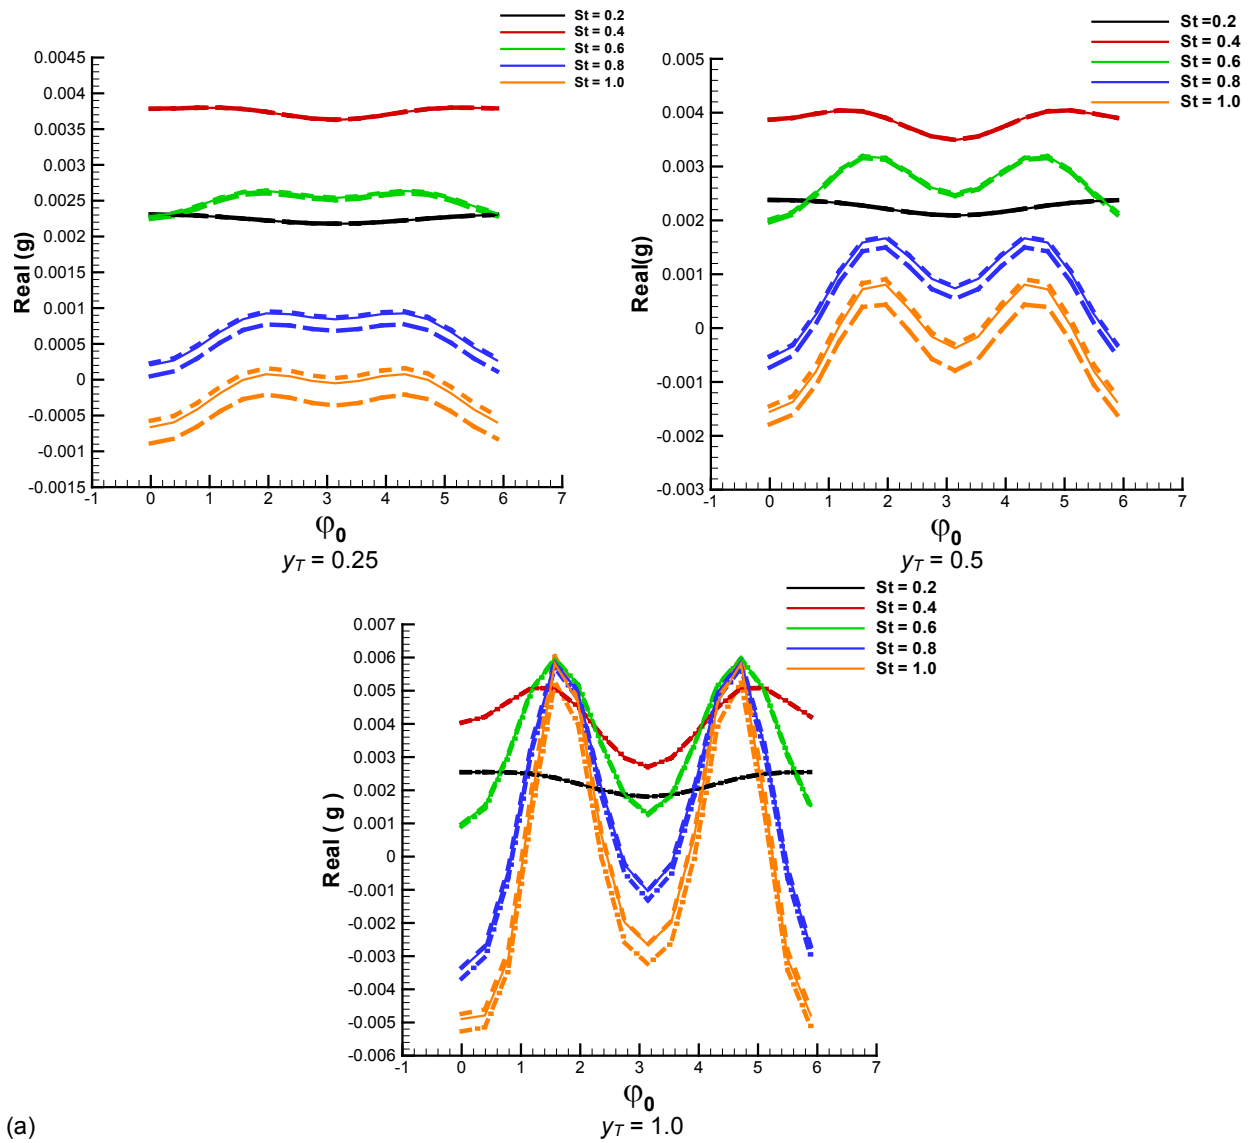 St = 0.2
St = 0.4
St = 0.6
St = 0.8
St = 1.0
0.0045
0.004
0.0035
0.003
0.0025
0.002
0.0015
0.001
0.0005
0
-0.0005
-0.001
-0.0015
Real (g)
-1 0 1 2 3 4 5 6 7
φ0
yT = 0.25
St =0.2
St = 0.4
St = 0.6
St = 0.8
St = 1.0
0.005
0.004
0.003
0.002
0.001
0
-0.001
-0.002
-0.003
Real(g)
-1 0 1 2 3 4 5 6 7
φ0
yT = 0.5
St = 0.2
St = 0.4
St = 0.6
St = 0.8
St = 1.0
0.007
0.006
0.005
0.004
0.003
0.002
0.001
0
-0.001
-0.002
-0.003
-0.004
-0.005
-0.006
Real ( g )
-1 0 1 2 3 4 5 6 7
φ0
yT = 1.0
(a)